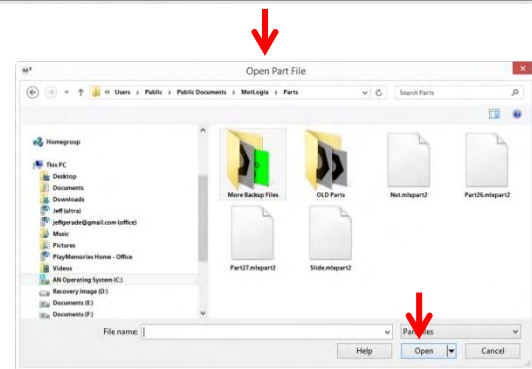 M³
Open Part File
« Users › Public › Public Documents › MetLogix › Parts
Search Parts
Homegroup
This PC
Desktop
Documents
Downloads
Jeff (ultra)
jeffgerade@gmail.com (office)
Music
Pictures
PlayMemories Home - Office
Videos
AN Operating System (C:)
Recovery Image (D:)
Documents (E:)
Documents (F:)
More Backup Files
OLD Parts
Nut.mlxpart2
Part26.mlxpart2
Part27.mlxpart2
Slide.mlxpart2
File name:
Help
Open
Cancel